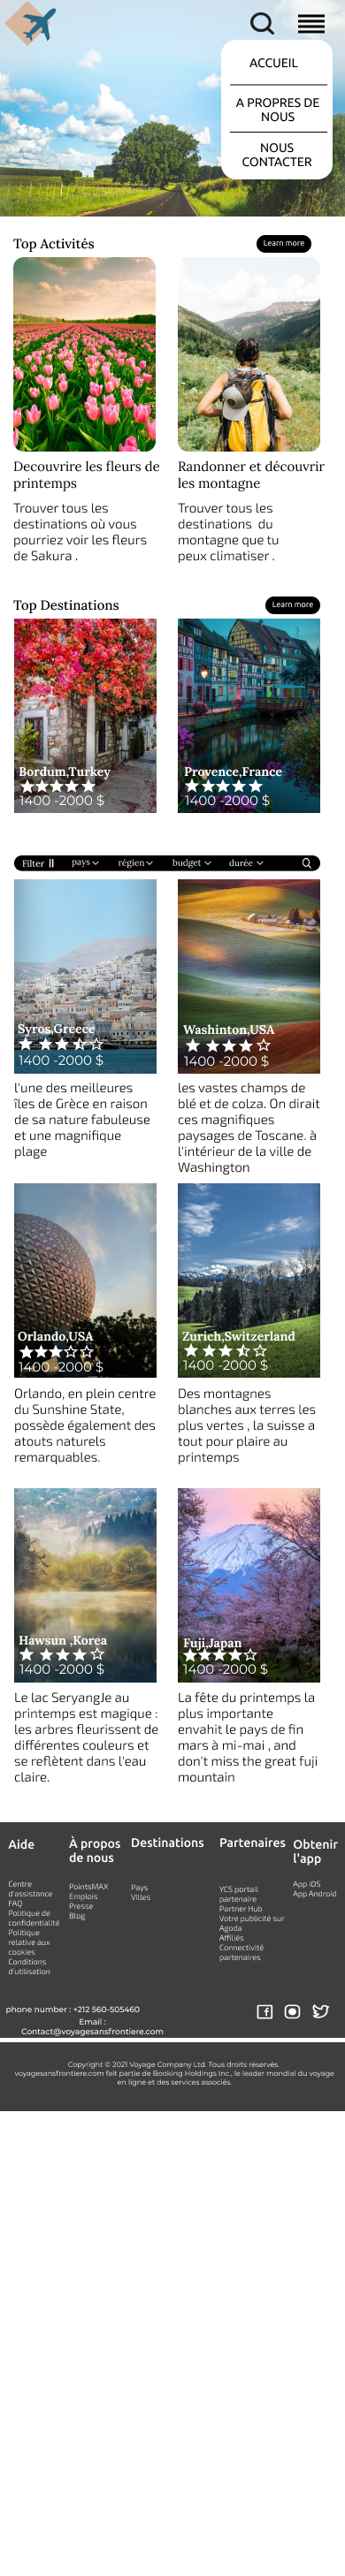 ACCUEIL
A PROPRES DE
NOUS
NOUS
CONTACTER
Top Activités
Learn more
Decouvrire les fleurs de
printemps
Trouver tous les
destinations où vous
pourriez voir les fleurs
de Sakura .
Randonner et découvrir
les montagne
Trouver tous les
destinations du
montagne que tu
peux climatiser .
Top Destinations
Learn more
Bordum,Turkey
1400 -2000 $
Provence,France
1400 -2000 $
Filter
pays
régien
budget
durée
Syros,Greece
1400 -2000 $
l'une des meilleures
îles de Grèce en raison
de sa nature fabuleuse
et une magnifique
plage
Washinton,USA
1400 -2000 $
les vastes champs de
blé et de colza. On dirait
ces magnifiques
paysages de Toscane. à
l'intérieur de la ville de
Washington
Orlando,USA
1400 -2000 $
Orlando, en plein centre
du Sunshine State,
possède également des
atouts naturels
remarquables.
Zurich,Switzerland
1400 -2000 $
Des montagnes
blanches aux terres les
plus vertes , la suisse a
tout pour plaire au
printemps
Hawsun ,Korea
1400 -2000 $
Le lac SeryangJe au
printemps est magique :
les arbres fleurissent de
différentes couleurs et
se reflètent dans l'eau
claire.
Fuji,Japan
1400 -2000 $
La fête du printemps la
plus importante
envahit le pays de fin
mars à mi-mai , and
don't miss the great fuji
mountain
Aide
Centre
d'assistance
FAQ
Politique de
confidentialité
Politique
relative aux
cookies
Conditions
d'utilisation
À propos
de nous
PointsMAX
Emplois
Presse
Blog
Destinations
Pays
Villes
Partenaires
YCS portail
partenaire
Partner Hub
Votre publicité sur
Agoda
Affiliés
Connectivité
partenaires
Obtenir
l'app
App iOS
App Android
phone number : +212 560-505460
Email :
Contact@voyagesansfrontiere.com
Copyright © 2021 Voyage Company Ltd. Tous droits réservés.
voyagesansfrontiere.com fait partie de Booking Holdings Inc., le leader mondial du voyage
en ligne et des services associés.